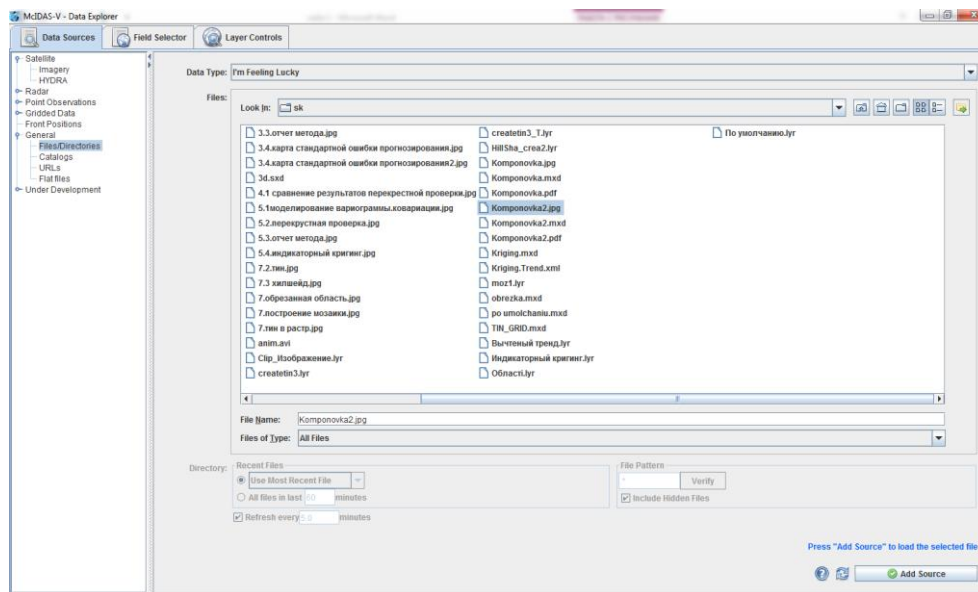 McIDAS-V - Data Explorer
Data Sources
Field Selector
Layer Controls
Satellite
Imagery
HYDRA
Radar
Point Observations
Gridded Data
Front Positions
General
Files/Directories
Catalogs
URLs
Flat files
Under Development
Data Type: I'm Feeling Lucky
Files:
Look in: sk
3.3.отчет метода.jpg
3.4.карта стандартной ошибки прогнозирования.jpg
3.4.карта стандартной ошибки прогнозирования2.jpg
3d.sxd
4.1 сравнение результатов перекрестной проверки.jpg
5.1моделирование вариограммы.ковариации.jpg
5.2.перекрустная проверка.jpg
5.3.отчет метода.jpg
5.4.индикаторный кригинг.jpg
7.2.тин.jpg
7.3 хилшейд.jpg
7.обрезанная область.jpg
7.построение мозаики.jpg
7.тин в растр.jpg
anim.avi
Clip_Изображение.lyr
createtin3.lyr
createtin3_T.lyr
HillSha_crea2.lyr
Komponovka.jpg
Komponovka.mxd
Komponovka.pdf
Komponovka2.jpg
Komponovka2.mxd
Komponovka2.pdf
Kriging.mxd
Kriging.Trend.xml
moz1.lyr
obrezka.mxd
po umolchaniu.mxd
TIN_GRID.mxd
Вычтеный тренд.lyr
Индикаторный кригинг.lyr
Області.lyr
По умолчанию.lyr
File Name: Komponovka2.jpg
Files of Type: All Files
Directory:
Recent Files
Use Most Recent File
All files in last 60 minutes
Refresh every 5.0 minutes
File Pattern
Verify
Include Hidden Files
Press "Add Source" to load the selected file
Add Source